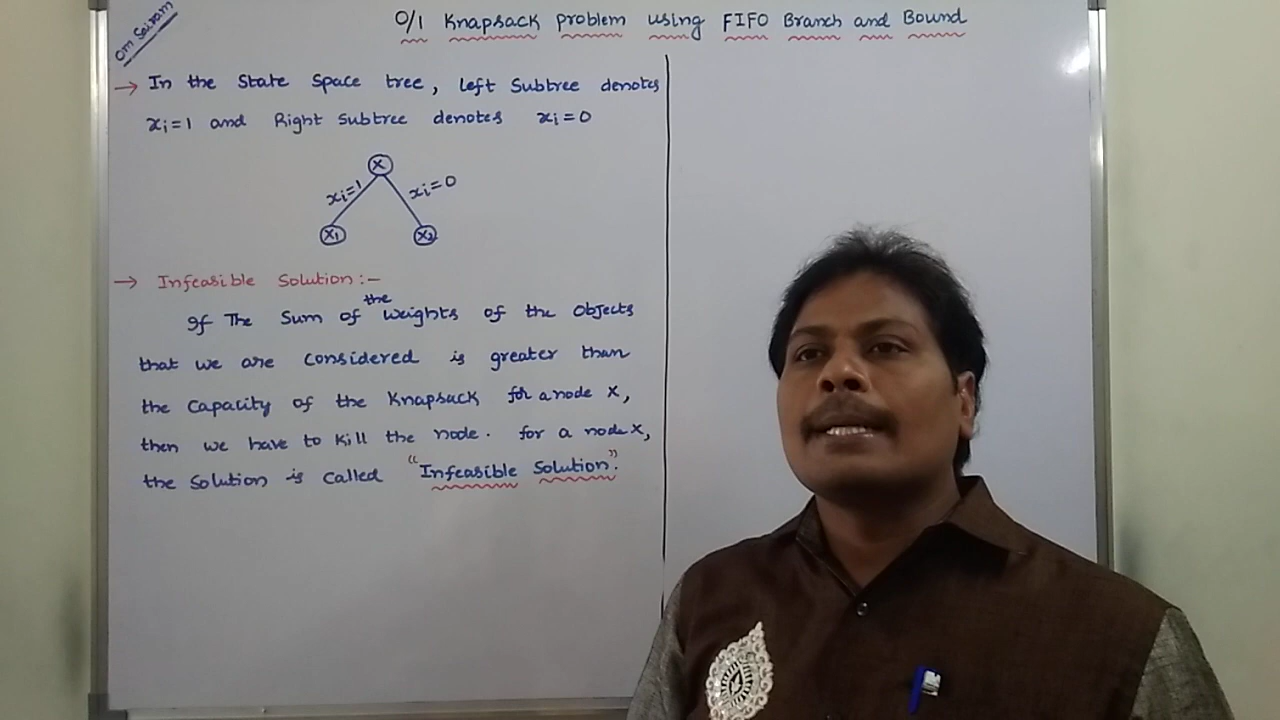 Om Sairam
0/1 Knapsack problem using FIFO Branch and Bound
→ In the State Space tree, left Subtree denotes
xi=1 and Right Subtree denotes xi=0
X
xi=1 xi=0
X1 X2
→ Infeasible Solution:-
If The Sum of the weights of the objects
that we are considered is greater than
the capacity of the Knapsack for a node X,
then we have to kill the node. for a node X,
the Solution is called "Infeasible Solution".